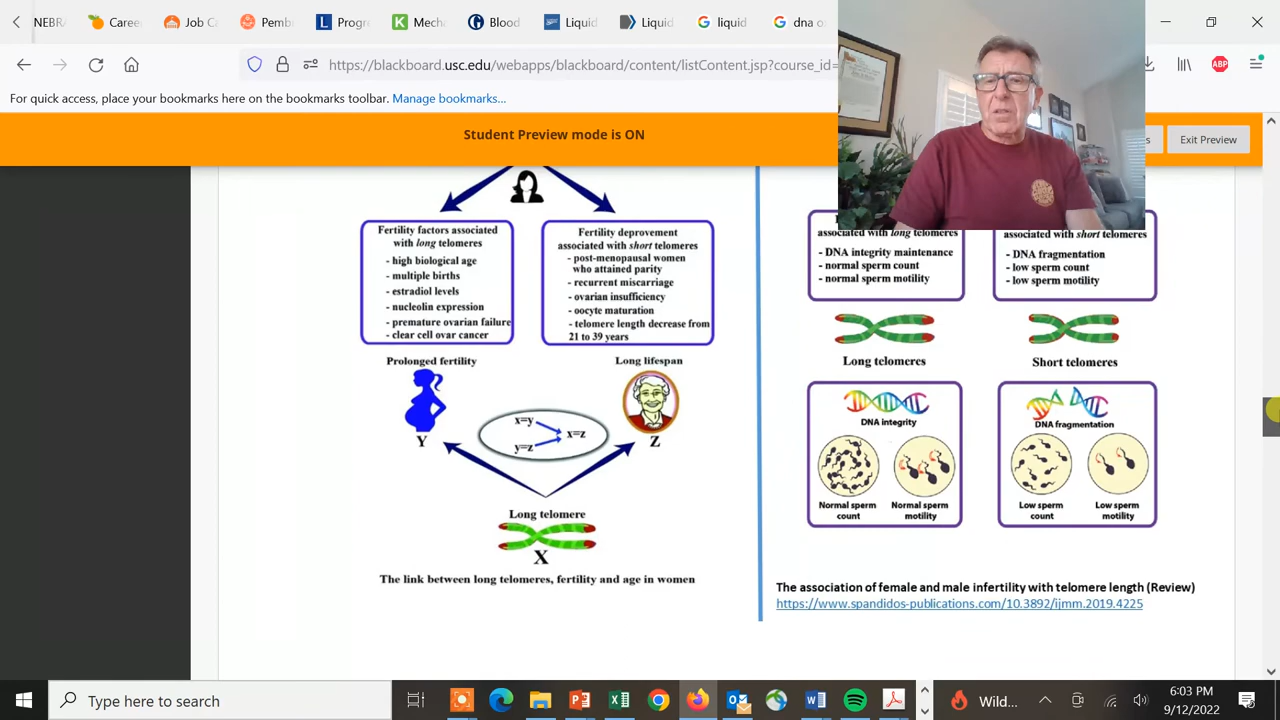 NEBRA
Career
Job Ca
Pembi
Progre
Mecha
Blood
Liquid
Liquid
liquid
dna o
https://blackboard.usc.edu/webapps/blackboard/content/listContent.jsp?course_id=
ABP
For quick access, place your bookmarks here on the bookmarks toolbar. Manage bookmarks...
Student Preview mode is ON
Exit Preview
Fertility factors associated
with long telomeres
- high biological age
- multiple births
- estradiol levels
- nucleolin expression
- premature ovarian failure
- clear cell ovar cancer
Fertility deprovement
associated with short telomeres
- post-menopausal women
who attained parity
- recurrent miscarriage
- ovarian insufficiency
- oocyte maturation
- telomere length decrease from
21 to 39 years
Prolonged fertility
Long lifespan
Y
x=y
y=z
x=z
Z
Long telomere
X
The link between long telomeres, fertility and age in women
associated with long telomeres
- DNA integrity maintenance
- normal sperm count
- normal sperm motility
associated with short telomeres
- DNA fragmentation
- low sperm count
- low sperm motility
Long telomeres
Short telomeres
DNA integrity
Normal sperm
count
Normal sperm
motility
DNA fragmentation
Low sperm
count
Low sperm
motility
The association of female and male infertility with telomere length (Review)
https://www.spandidos-publications.com/10.3892/ijmm.2019.4225
Type here to search
Wild...
6:03 PM
9/12/2022